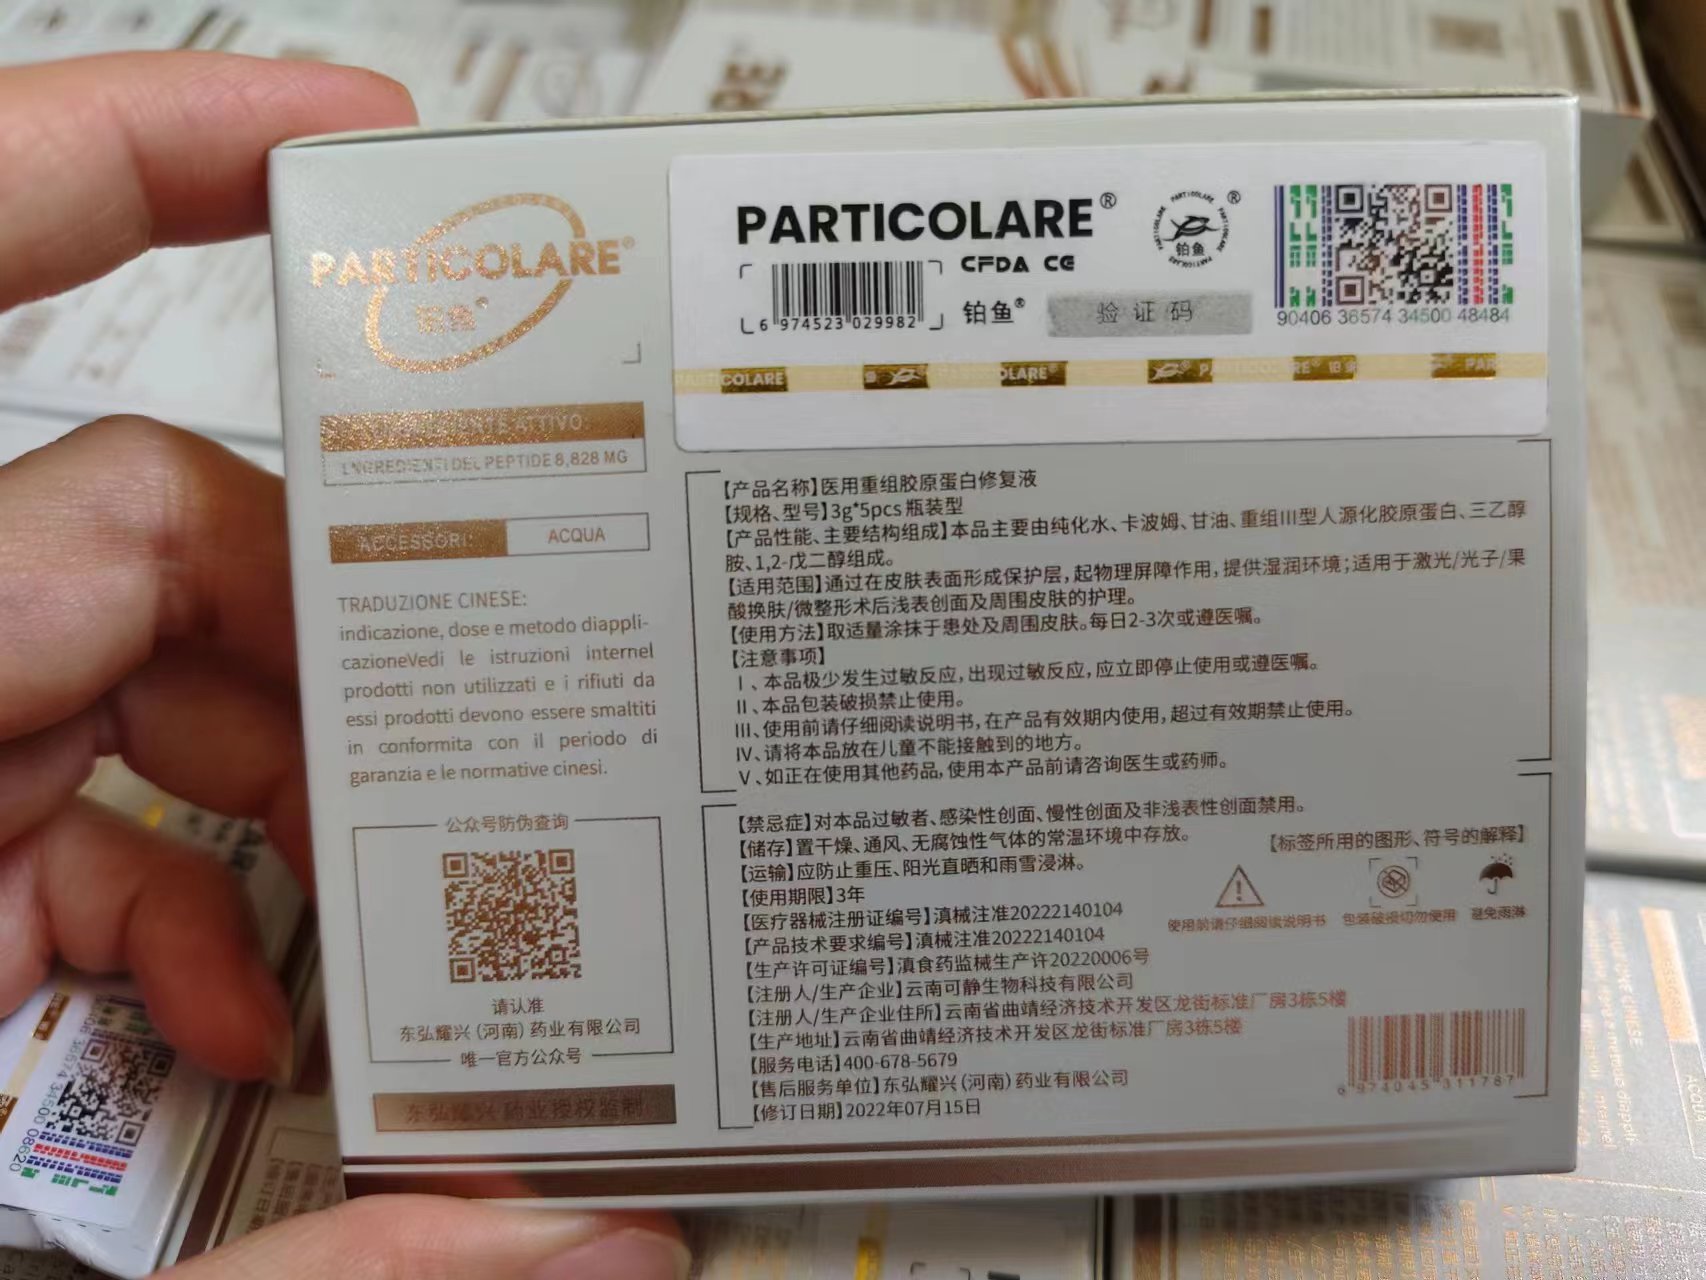 PARTICOLARE®
INGREDIENTE ATTIVO:
INGREDIENTI DEL PEPTIDE 8,828 MG
ACCESSORI:
ACQUA
TRADUZIONE CINESE:
indicazione, dose e metodo diappli-
cazioneVedi le istruzioni internel
prodotti non utilizzati e i rifiuti da
essi prodotti devono essere smaltiti
in conformita con il periodo di
garanzia e le normative cinesi.
公众号防伪查询
请认准
东弘耀兴(河南)药业有限公司
唯一官方公众号
东弘耀兴 药业授权监制
PARTICOLARE®
CFDA CE
6 974523 029982
铂鱼®
验证码
PARTICOLARE
铂鱼
®
90406 36574 34500 48484
【产品名称】医用重组胶原蛋白修复液
【规格、型号】3g*5pcs 瓶装型
【产品性能、主要结构组成】本品主要由纯化水、卡波姆、甘油、重组III型人源化胶原蛋白、三乙醇
胺、1,2-戊二醇组成。
【适用范围】通过在皮肤表面形成保护层,起物理屏障作用,提供湿润环境;适用于激光/光子/果
酸换肤/微整形术后浅表创面及周围皮肤的护理。
【使用方法】取适量涂抹于患处及周围皮肤。每日2-3次或遵医嘱。
【注意事项】
I、本品极少发生过敏反应,出现过敏反应,应立即停止使用或遵医嘱。
II、本品包装破损禁止使用。
III、使用前请仔细阅读说明书,在产品有效期内使用,超过有效期禁止使用。
IV、请将本品放在儿童不能接触到的地方。
V、如正在使用其他药品,使用本产品前请咨询医生或药师。
【禁忌症】对本品过敏者、感染性创面、慢性创面及非浅表性创面禁用。
【储存】置干燥、通风、无腐蚀性气体的常温环境中存放。
【运输】应防止重压、阳光直晒和雨雪浸淋。
【使用期限】3年
【医疗器械注册证编号】滇械注准20222140104
【产品技术要求编号】滇械注准20222140104
【生产许可证编号】滇食药监械生产许20220006号
【注册人/生产企业】云南可静生物科技有限公司
【注册人/生产企业住所】云南省曲靖经济技术开发区龙街标准厂房3栋5楼
【生产地址】云南省曲靖经济技术开发区龙街标准厂房3栋5楼
【服务电话】400-678-5679
【售后服务单位】东弘耀兴(河南)药业有限公司
【修订日期】2022年07月15日
【标签所用的图形、符号的解释】
使用前请仔细阅读说明书
包装破损切勿使用
避免雨淋
6 974045 311787
34500 08620